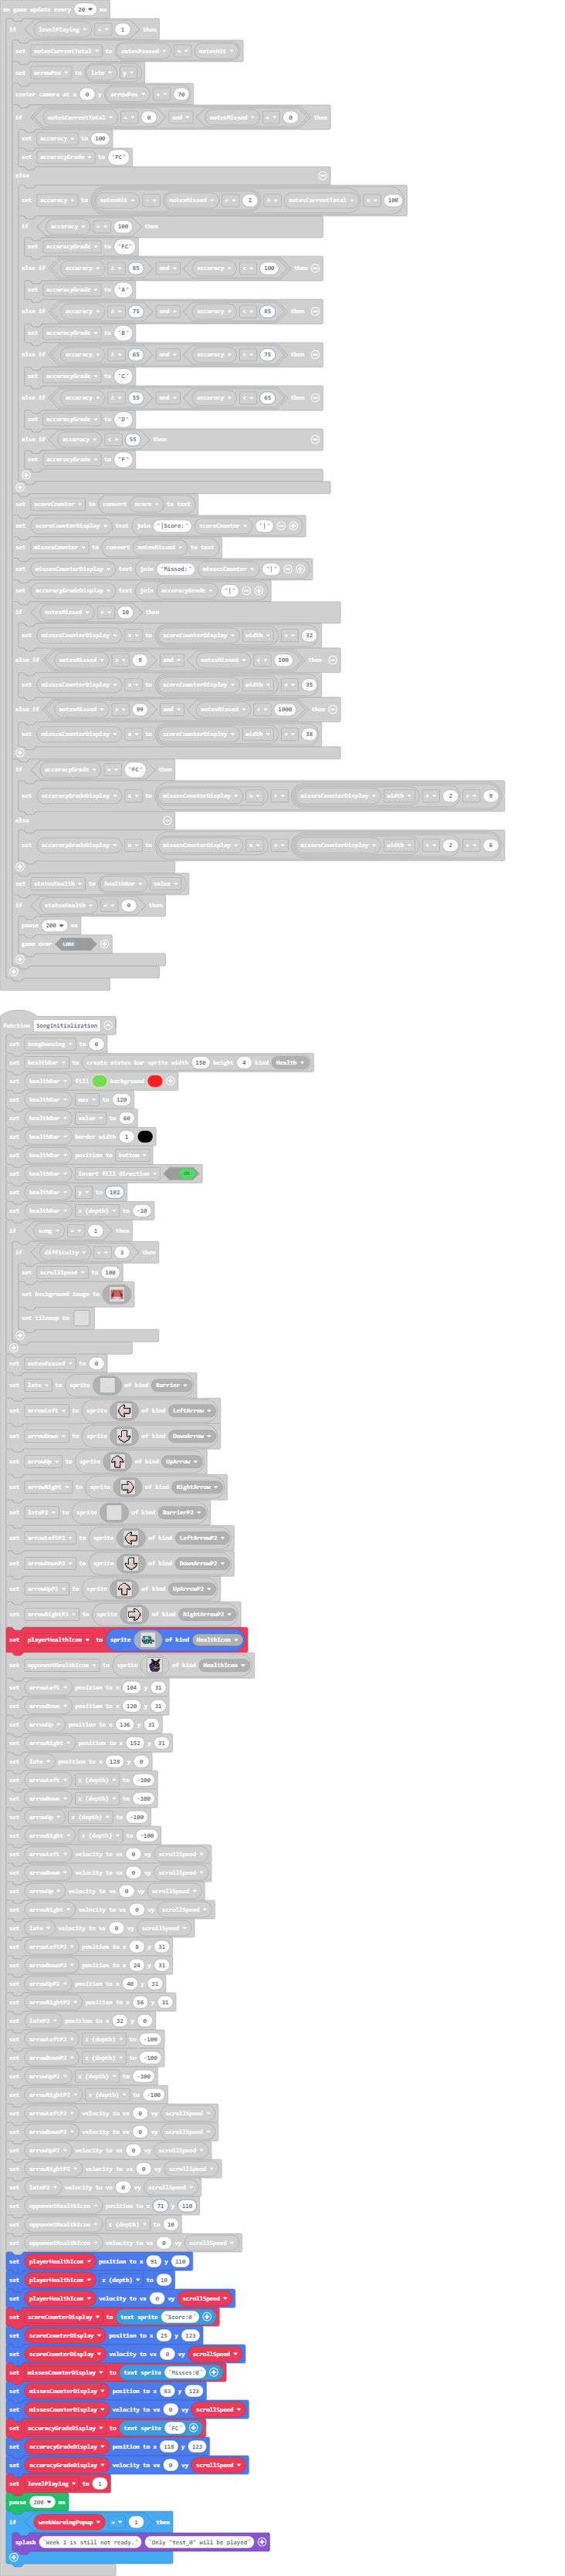 on game update every 20 ms
if levelPlaying = 1 then
set notesCurrentTotal to notesPassed + notesHit
set arrowPos to late y
center camera at x 0 y arrowPos + 70
if notesCurrentTotal = 0 and notesMissed = 0 then
set accuracy to 100
set accuracyGrade to "FC"
else
set accuracy to notesHit - notesMissed ÷ 2 ÷ notesCurrentTotal × 100
if accuracy = 100 then
set accuracyGrade to "FC"
else if accuracy ≥ 85 and accuracy < 100 then
set accuracyGrade to "A"
else if accuracy ≥ 75 and accuracy < 85 then
set accuracyGrade to "B"
else if accuracy ≥ 65 and accuracy < 75 then
set accuracyGrade to "C"
else if accuracy ≥ 55 and accuracy < 65 then
set accuracyGrade to "D"
else if accuracy < 55 then
set accuracyGrade to "F"
set scoreCounter to convert score to text
set scoreCounterDisplay text join "|Score:" scoreCounter "|"
set missesCounter to convert notesMissed to text
set missesCounterDisplay text join "Missed:" missesCounter "|"
set accuracyGradeDisplay text join accuracyGrade "|"
if notesMissed < 10 then
set missesCounterDisplay x to scoreCounterDisplay width + 32
else if notesMissed > 9 and notesMissed < 100 then
set missesCounterDisplay x to scoreCounterDisplay width + 35
else if notesMissed > 99 and notesMissed < 1000 then
set missesCounterDisplay x to scoreCounterDisplay width + 38
if accuracyGrade = "FC" then
set accuracyGradeDisplay x to missesCounterDisplay x + missesCounterDisplay width ÷ 2 + 9
else
set accuracyGradeDisplay x to missesCounterDisplay x + missesCounterDisplay width ÷ 2 + 6
set statusHealth to healthBar value
if statusHealth = 0 then
pause 200 ms
game over LOSE
function SongInitialization
set songRunning to 0
set healthBar to create status bar sprite width 150 height 4 kind Health
set healthBar fill background
set healthBar max to 120
set healthBar value to 60
set healthBar border width 1
set healthBar position to bottom
set healthBar invert fill direction ON
set healthBar y to 102
set healthBar z (depth) to -10
if song = 1 then
if difficulty = 3 then
set scrollSpeed to 100
set background image to
set tilemap to
set notesPassed to 0
set late to sprite of kind Barrier
set arrowLeft to sprite of kind LeftArrow
set arrowDown to sprite of kind DownArrow
set arrowUp to sprite of kind UpArrow
set arrowRight to sprite of kind RightArrow
set lateP2 to sprite of kind BarrierP2
set arrowLeftP2 to sprite of kind LeftArrowP2
set arrowDownP2 to sprite of kind DownArrowP2
set arrowUpP2 to sprite of kind UpArrowP2
set arrowRightP2 to sprite of kind RightArrowP2
set playerHealthIcon to sprite of kind HealthIcon
set opponentHealthIcon to sprite of kind HealthIcon
set arrowLeft position to x 104 y 31
set arrowDown position to x 120 y 31
set arrowUp position to x 136 y 31
set arrowRight position to x 152 y 31
set late position to x 128 y 0
set arrowLeft z (depth) to -100
set arrowDown z (depth) to -100
set arrowUp z (depth) to -100
set arrowRight z (depth) to -100
set arrowLeft velocity to vx 0 vy scrollSpeed
set arrowDown velocity to vx 0 vy scrollSpeed
set arrowUp velocity to vx 0 vy scrollSpeed
set arrowRight velocity to vx 0 vy scrollSpeed
set late velocity to vx 0 vy scrollSpeed
set arrowLeftP2 position to x 8 y 31
set arrowDownP2 position to x 24 y 31
set arrowUpP2 position to x 40 y 31
set arrowRightP2 position to x 56 y 31
set lateP2 position to x 32 y 0
set arrowLeftP2 z (depth) to -100
set arrowDownP2 z (depth) to -100
set arrowUpP2 z (depth) to -100
set arrowRightP2 z (depth) to -100
set arrowLeftP2 velocity to vx 0 vy scrollSpeed
set arrowDownP2 velocity to vx 0 vy scrollSpeed
set arrowUpP2 velocity to vx 0 vy scrollSpeed
set arrowRightP2 velocity to vx 0 vy scrollSpeed
set lateP2 velocity to vx 0 vy scrollSpeed
set opponentHealthIcon position to x 71 y 110
set opponentHealthIcon z (depth) to 10
set opponentHealthIcon velocity to vx 0 vy scrollSpeed
set playerHealthIcon position to x 91 y 110
set playerHealthIcon z (depth) to 10
set playerHealthIcon velocity to vx 0 vy scrollSpeed
set scoreCounterDisplay to text sprite "Score:0"
set scoreCounterDisplay position to x 25 y 123
set scoreCounterDisplay velocity to vx 0 vy scrollSpeed
set missesCounterDisplay to text sprite "Misses:0"
set missesCounterDisplay position to x 83 y 123
set missesCounterDisplay velocity to vx 0 vy scrollSpeed
set accuracyGradeDisplay to text sprite "FC"
set accuracyGradeDisplay position to x 118 y 123
set accuracyGradeDisplay velocity to vx 0 vy scrollSpeed
set levelPlaying to 1
pause 200 ms
if weekWarningPopup = 1 then
splash "Week 1 is still not ready." "Only "test_0" will be played"